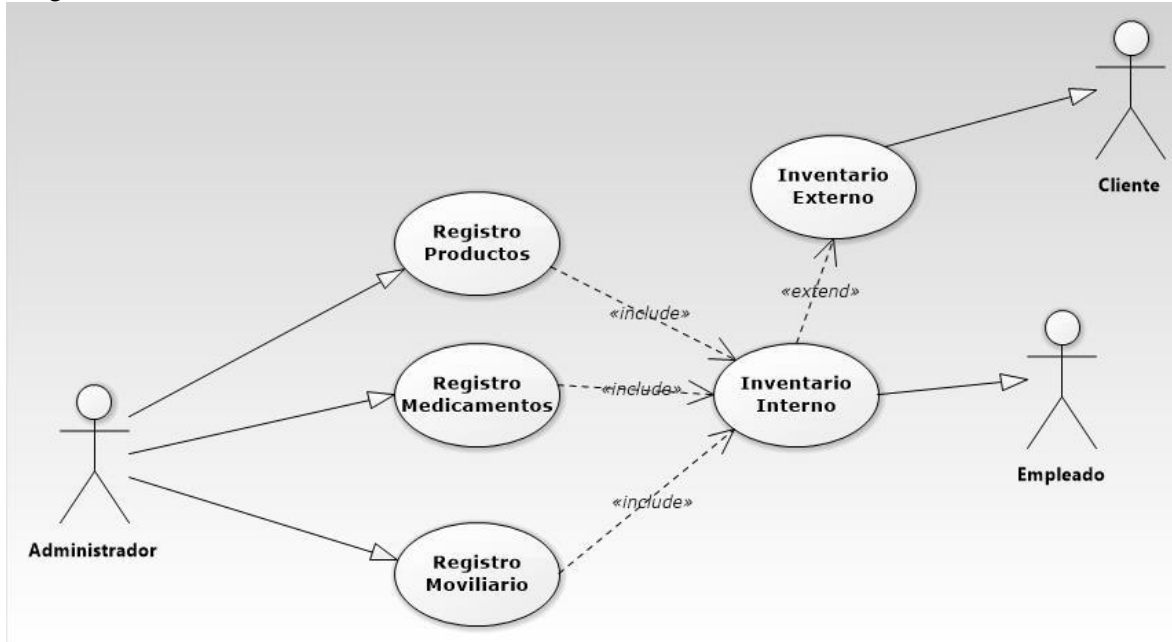 Cliente
Inventario
Externo
Registro
Productos
«extend»
«include»
Registro
Medicamentos
«include»
Inventario
Interno
Empleado
«include»
Administrador
Registro
Moviliario